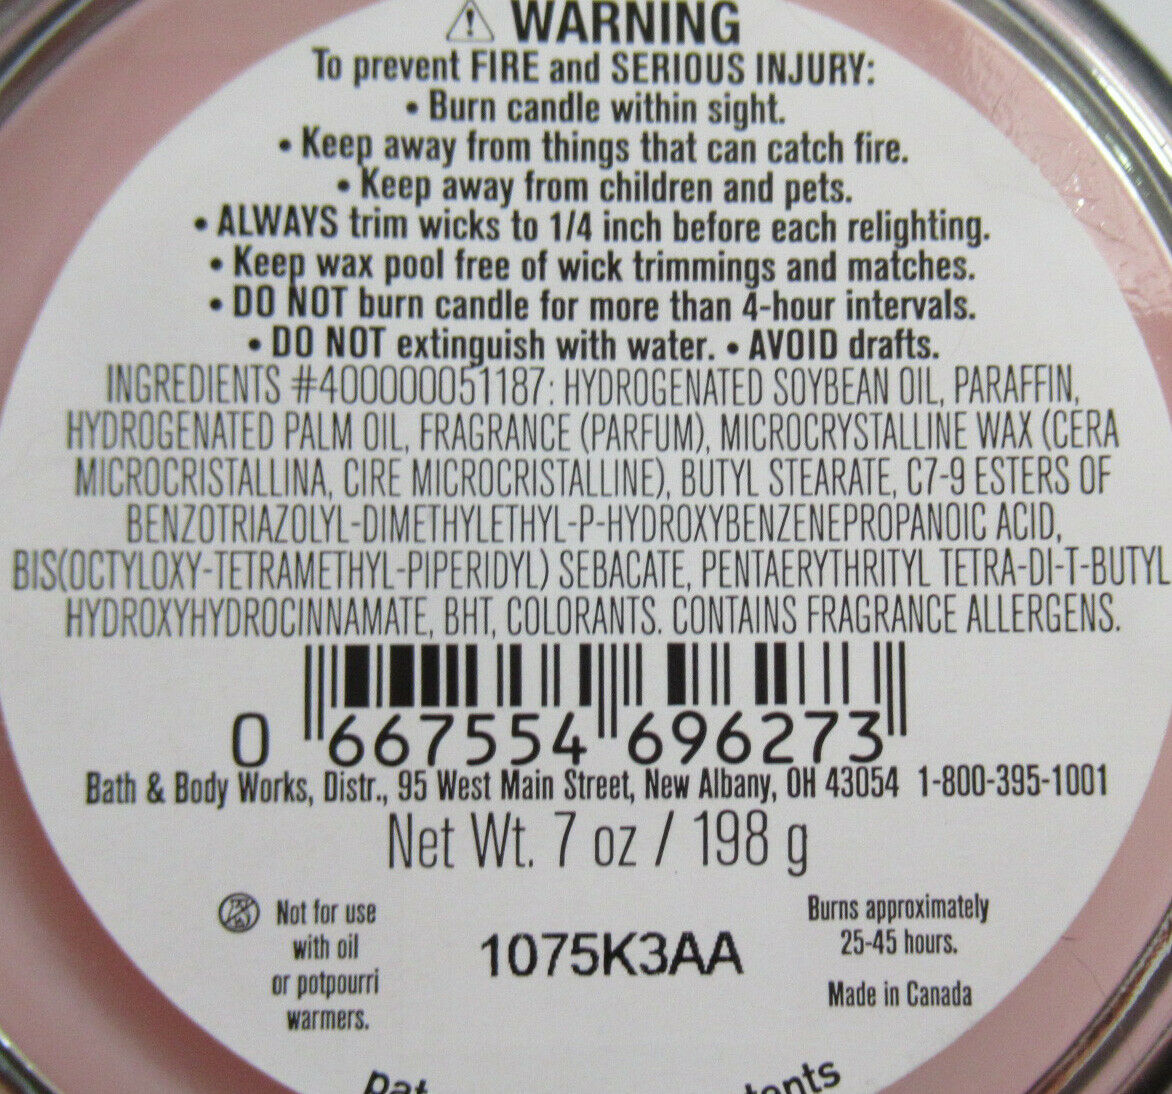 WARNING
To prevent FIRE and SERIOUS INJURY:
• Burn candle within sight.
• Keep away from things that can catch fire.
• Keep away from children and pets.
• ALWAYS trim wicks to 1/4 inch before each relighting.
• Keep wax pool free of wick trimmings and matches.
• DO NOT burn candle for more than 4-hour intervals.
• DO NOT extinguish with water. • AVOID drafts.
INGREDIENTS #400000051187: HYDROGENATED SOYBEAN OIL, PARAFFIN,
HYDROGENATED PALM OIL, FRAGRANCE (PARFUM), MICROCRYSTALLINE WAX (CERA
MICROCRISTALLINA, CIRE MICROCRISTALLINE), BUTYL STEARATE, C7-9 ESTERS OF
BENZOTRIAZOLYL-DIMETHYLETHYL-P-HYDROXYBENZENEPROPANOIC ACID,
BIS(OCTYLOXY-TETRAMETHYL-PIPERIDYL) SEBACATE, PENTAERYTHRITYL TETRA-DI-T-BUTYL
HYDROXYHYDROCINNAMATE, BHT, COLORANTS. CONTAINS FRAGRANCE ALLERGENS.
0 667554 696273
Bath & Body Works, Distr., 95 West Main Street, New Albany, OH 43054 1-800-395-1001
Net Wt. 7 oz / 198 g
Not for use
with oil
or potpourri
warmers.
1075K3AA
Burns approximately
25-45 hours.
Made in Canada